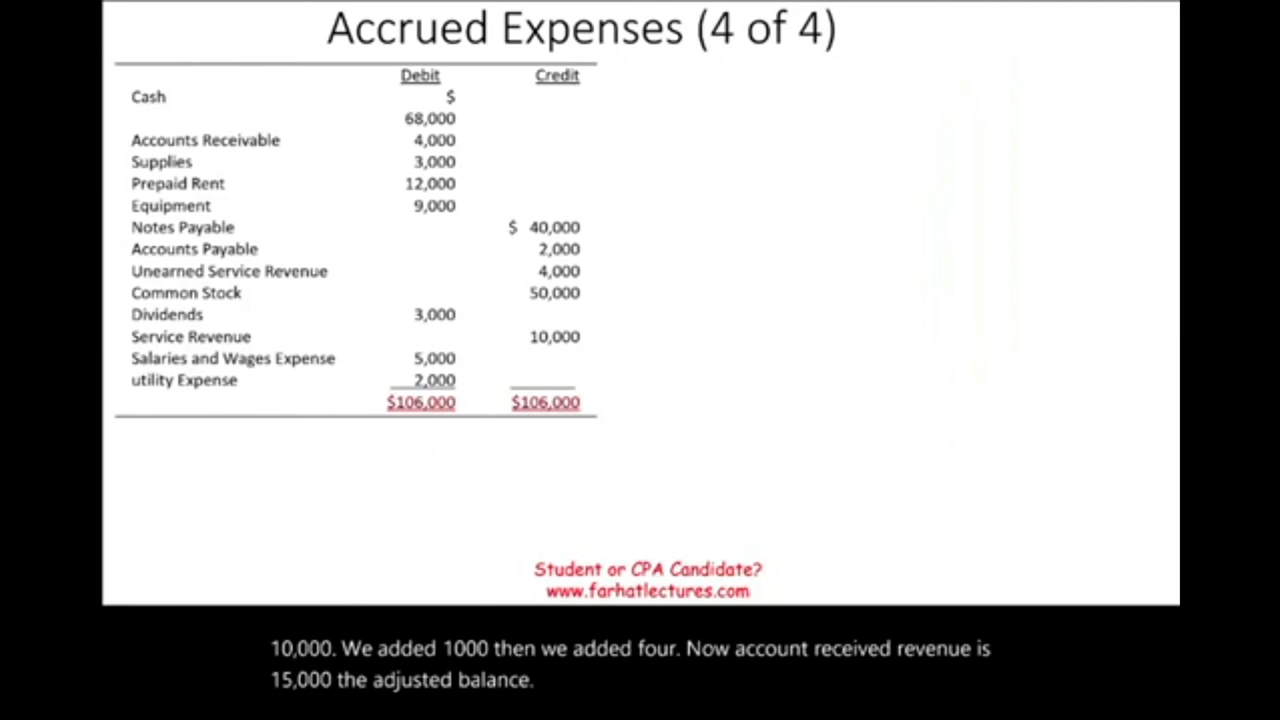 Accrued Expenses (4 of 4)
Debit Credit
Cash $
68,000
Accounts Receivable 4,000
Supplies 3,000
Prepaid Rent 12,000
Equipment 9,000
Notes Payable $ 40,000
Accounts Payable 2,000
Unearned Service Revenue 4,000
Common Stock 50,000
Dividends 3,000
Service Revenue 10,000
Salaries and Wages Expense 5,000
utility Expense 2,000
$106,000 $106,000
Student or CPA Candidate?
www.farhatlectures.com
10,000. We added 1000 then we added four. Now account received revenue is
15,000 the adjusted balance.